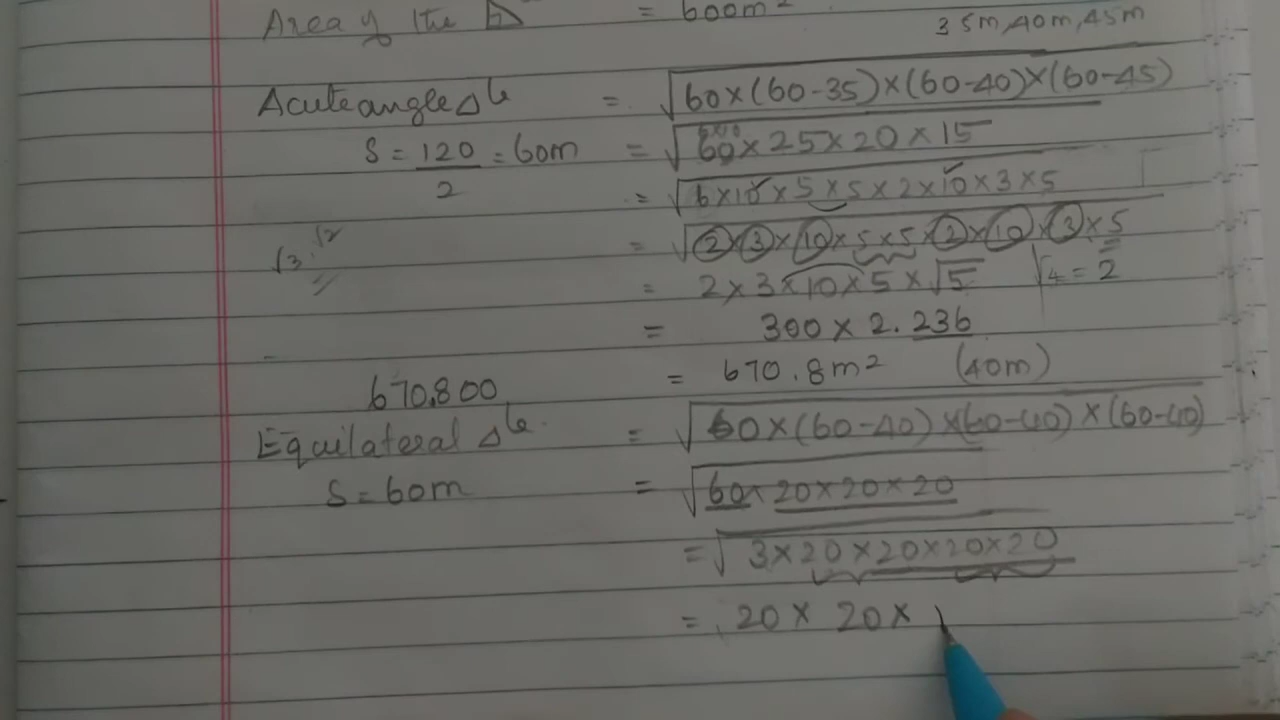 Area of the Δ = 600m²
35m, 40m, 45m
Acute angle Δle = √60×(60-35)×(60-40)×(60-45)
S = 120/2 = 60m = √60×25×20×15
= √6×10×5×5×2×10×3×5
√3 √2 = √2×3×10×5×5×2×10×3×5
= 2×3×10×5×√5 √4 = 2
= 300 × 2.236
670.800 = 670.8m² (40m)
Equilateral Δle = √60×(60-40)×(60-40)×(60-40)
S = 60m = √60×20×20×20
= √3×20×20×20×20
= 20 × 20 ×